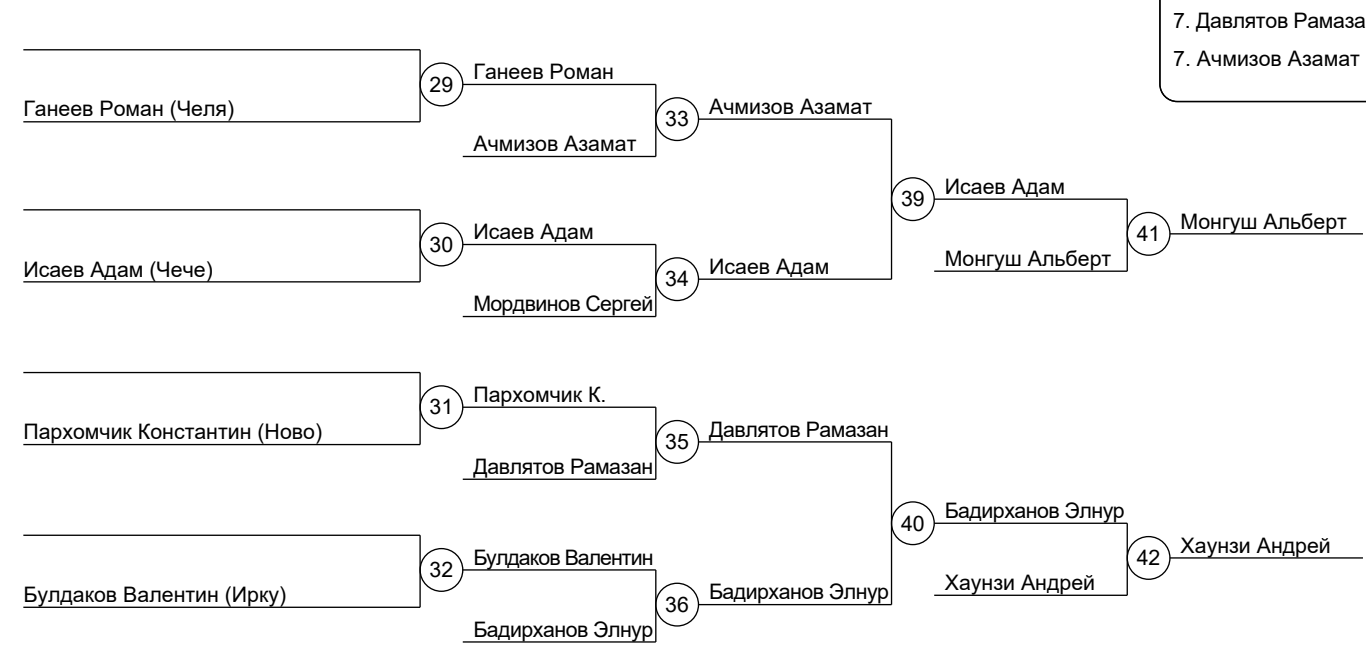 7. Давлятов Рамаза
7. Ачмизов Азамат
Ганеев Роман (Челя)
29
Ганеев Роман
Ачмизов Азамат
33
Ачмизов Азамат
Исаев Адам (Чече)
30
Исаев Адам
Мордвинов Сергей
34
Исаев Адам
39
Исаев Адам
Монгуш Альберт
41
Монгуш Альберт
Пархомчик Константин (Ново)
31
Пархомчик К.
Давлятов Рамазан
35
Давлятов Рамазан
Булдаков Валентин (Ирку)
32
Булдаков Валентин
Бадирханов Элнур
36
Бадирханов Элнур
40
Бадирханов Элнур
Хаунзи Андрей
42
Хаунзи Андрей